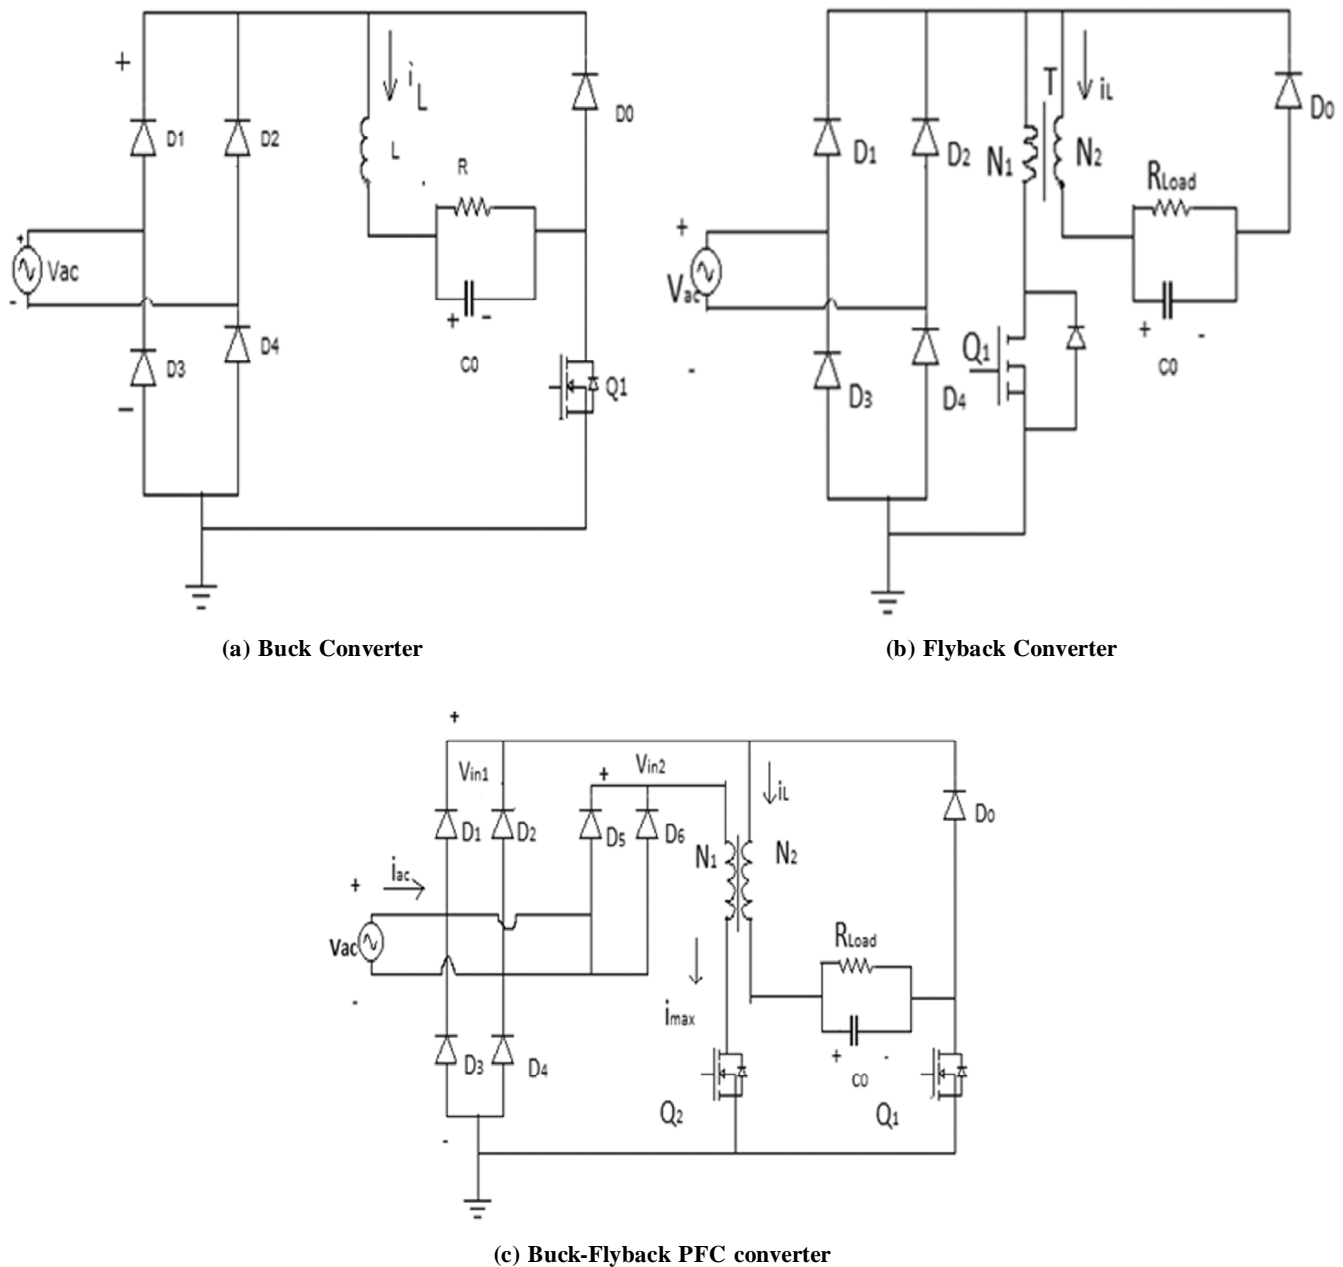 +
i L
D0
D1
D2
L
R
+
Vac
-
+ -
C0
D4
D3
Q1
-
(a) Buck Converter
T
iL
D0
D1
D2
N1
N2
RLoad
+
Vac
+ -
C0
Q1
-
D3
D4
(b) Flyback Converter
+
Vin1
Vin2
+
iL
D0
D1
D2
D5
D6
N1
N2
iac
+
Vac
RLoad
-
imax
+ -
C0
D3
D4
Q2
Q1
-
(c) Buck-Flyback PFC converter